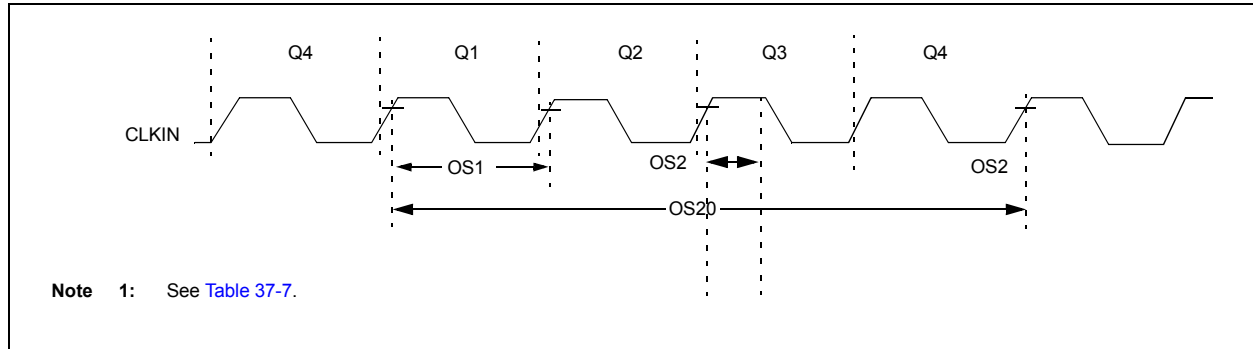 Q4 Q1 Q2 Q3 Q4
CLKIN
OS1 OS2 OS2
OS20
Note 1: See Table 37-7.